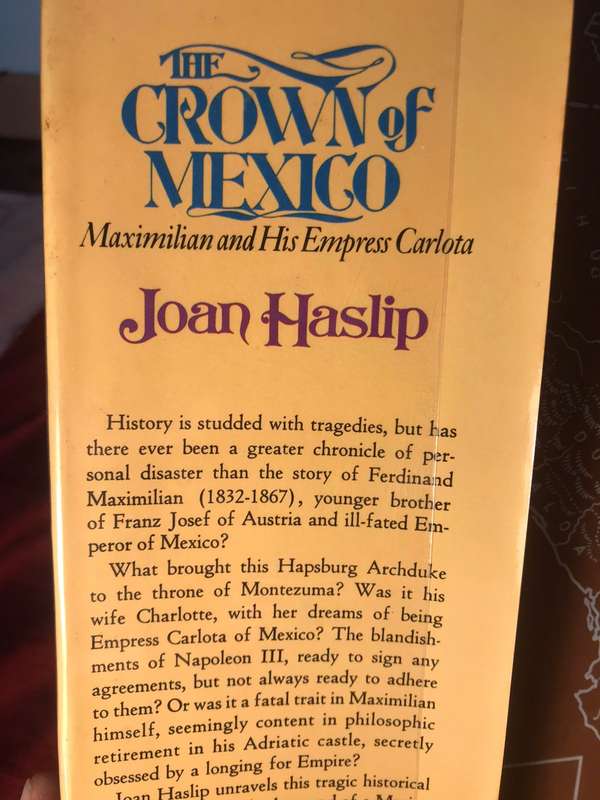 THE
CROWN of
MEXICO
Maximilian and His Empress Carlota
Joan Haslip
History is studded with tragedies, but has
there ever been a greater chronicle of per-
sonal disaster than the story of Ferdinand
Maximilian (1832-1867), younger brother
of Franz Josef of Austria and ill-fated Em-
peror of Mexico?
What brought this Hapsburg Archduke
to the throne of Montezuma? Was it his
wife Charlotte, with her dreams of being
Empress Carlota of Mexico? The blandish-
ments of Napoleon III, ready to sign any
agreements, but not always ready to adhere
to them? Or was it a fatal trait in Maximilian
himself, seemingly content in philosophic
retirement in his Adriatic castle, secretly
obsessed by a longing for Empire?
Joan Haslip unravels this tragic historical